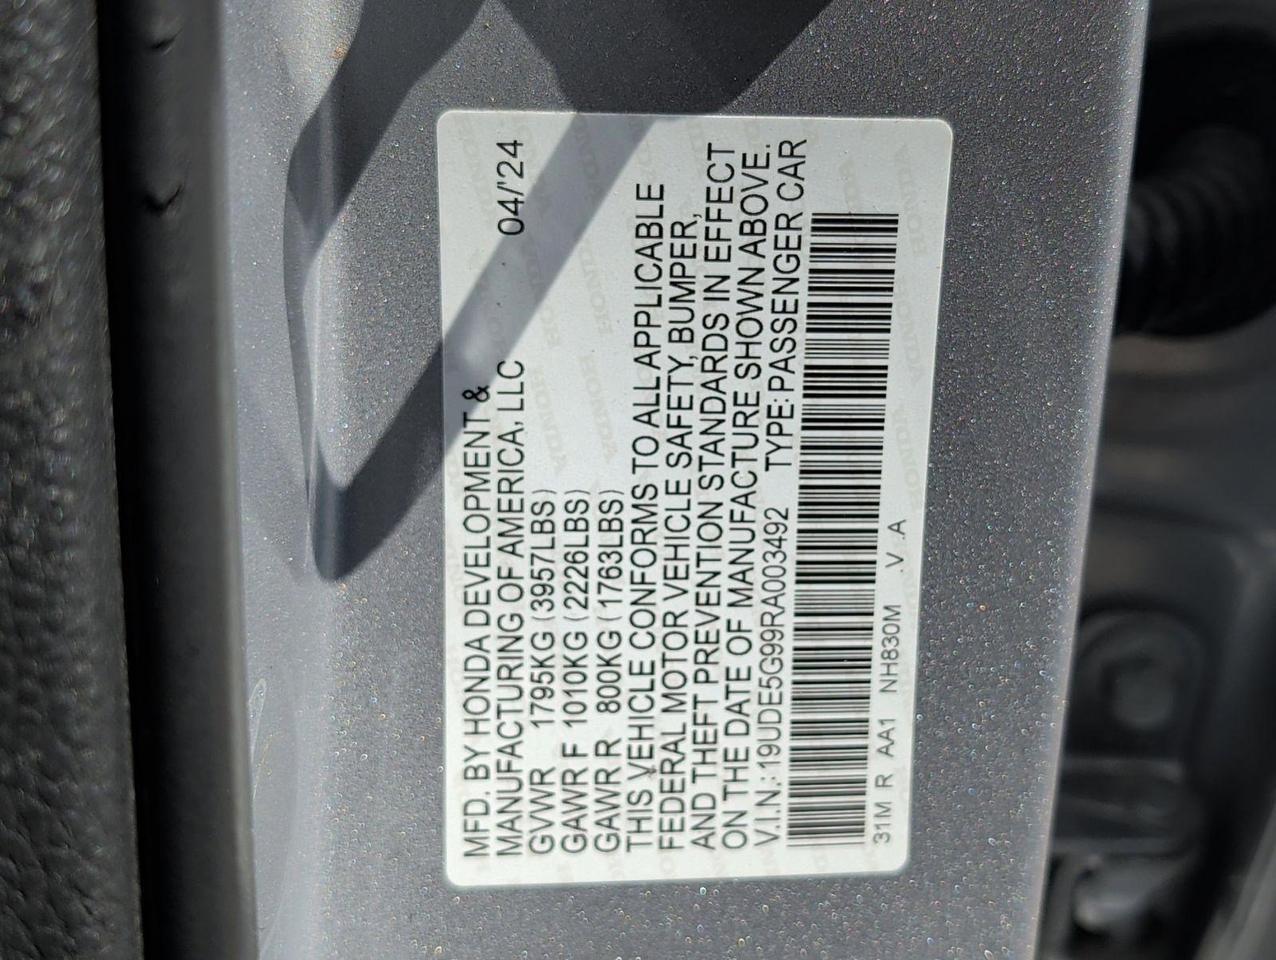 MFD. BY HONDA DEVELOPMENT &
MANUFACTURING OF AMERICA, LLC 04/'24
GVWR 1795KG (3957LBS)
GAWR F 1010KG (2226LBS)
GAWR R 800KG (1763LBS)
THIS VEHICLE CONFORMS TO ALL APPLICABLE
FEDERAL MOTOR VEHICLE SAFETY, BUMPER,
AND THEFT PREVENTION STANDARDS IN EFFECT
ON THE DATE OF MANUFACTURE SHOWN ABOVE.
V.I.N.:19UDE5G99RA003492 TYPE:PASSENGER CAR
31M R AA1 NH830M .V .A